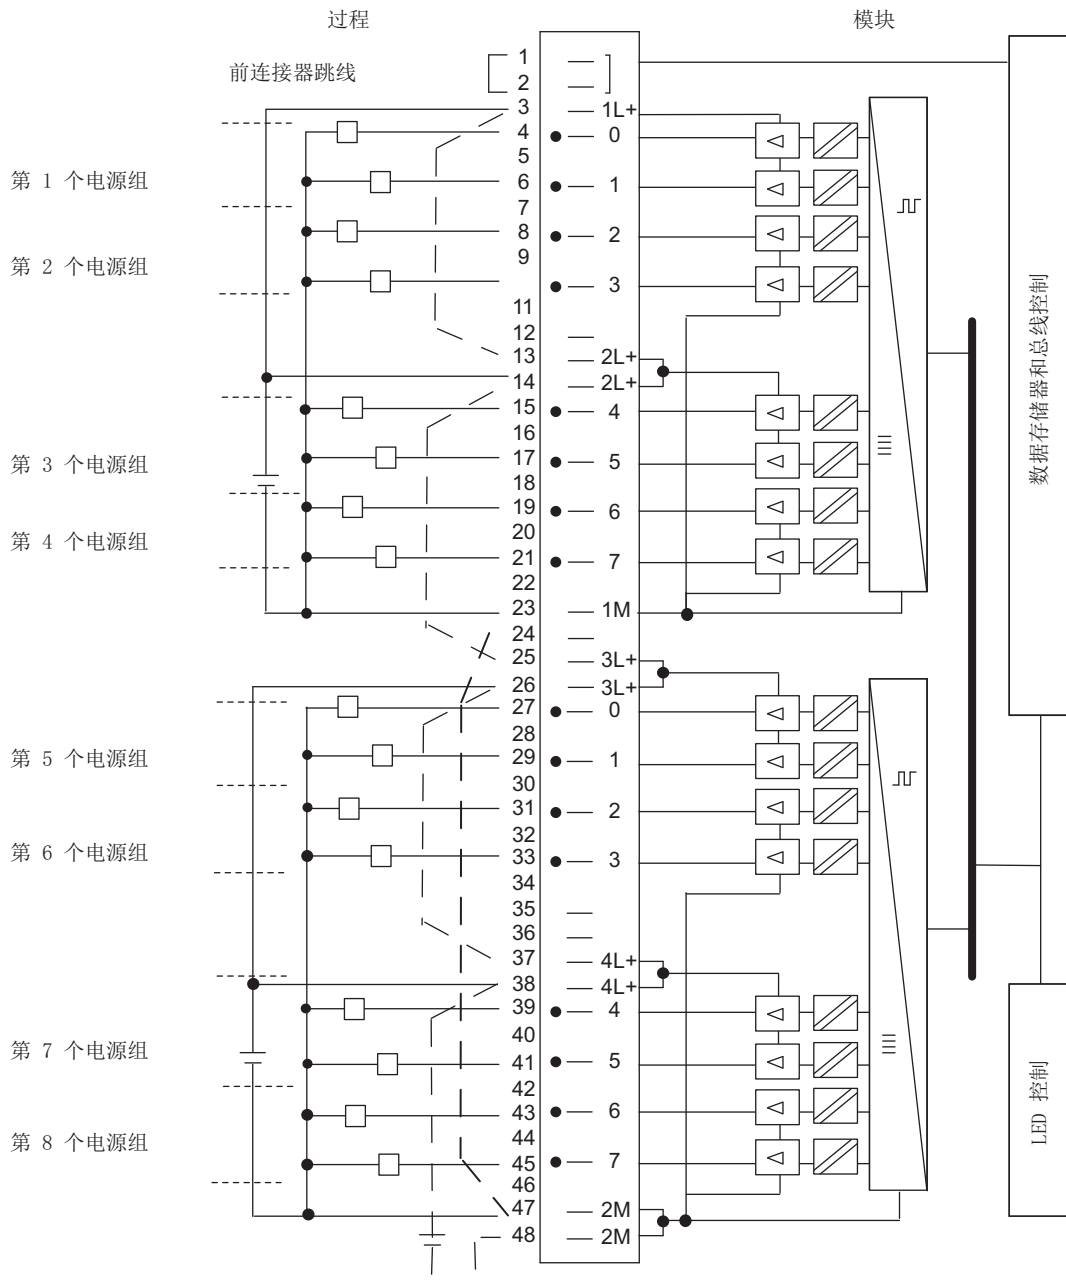 过程
模块
前连接器跳线
1
2
3 1L+
4 0
5
6 1
7
8 2
9
3
11
12
13 2L+
14 2L+
15 4
16
17 5
18
19 6
20
21 7
22
23 1M
24
25 3L+
26 3L+
27 0
28
29 1
30
31 2
32
33 3
34
35
36
37 4L+
38 4L+
39 4
40
41 5
42
43 6
44
45 7
46
47 2M
48 2M
第 1 个电源组
第 2 个电源组
第 3 个电源组
第 4 个电源组
第 5 个电源组
第 6 个电源组
第 7 个电源组
第 8 个电源组
数据存储器和总线控制
LED 控制